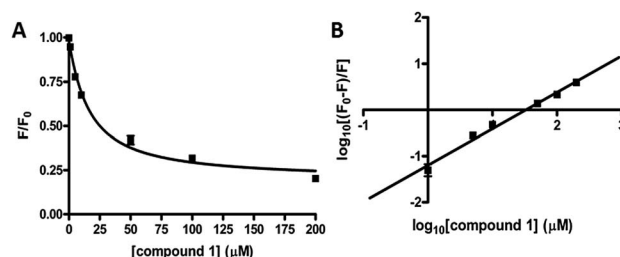 A
1.00
0.75
0.50
0.25
0.00
F/F₀
0 25 50 75 100 125 150 175 200
[compound 1] (μM)
B
2
1
-1
1
2
3
-1
-2
log₁₀[(F₀-F)/F]
log₁₀[compound 1] (μM)